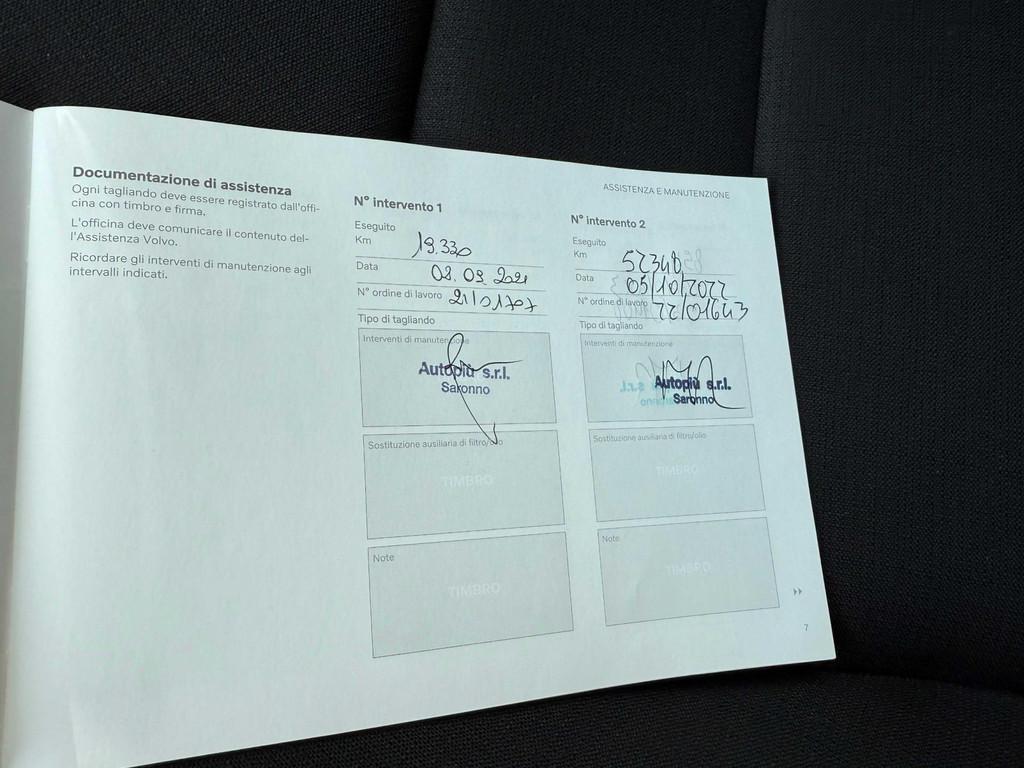 ASSISTENZA E MANUTENZIONE
Documentazione di assistenza
Ogni tagliando deve essere registrato dall'offi-
cina con timbro e firma.
L'officina deve comunicare il contenuto del-
l'Assistenza Volvo.
Ricordare gli interventi di manutenzione agli
intervalli indicati.
N° intervento 1
Eseguito
Km 19.330
Data 03.09.2021
N° ordine di lavoro 21/01707
Tipo di tagliando
Interventi di manutenzione
Autopiù s.r.l.
Saronno
Sostituzione ausiliaria di filtro/olio
TIMBRO
Note
TIMBRO
N° intervento 2
Eseguito
Km 52348
Data 05/10/2022
N° ordine di lavoro 22/01643
Tipo di tagliando
Interventi di manutenzione
Autopiù s.r.l.
Saronno
Sostituzione ausiliaria di filtro/olio
TIMBRO
Note
TIMBRO
7